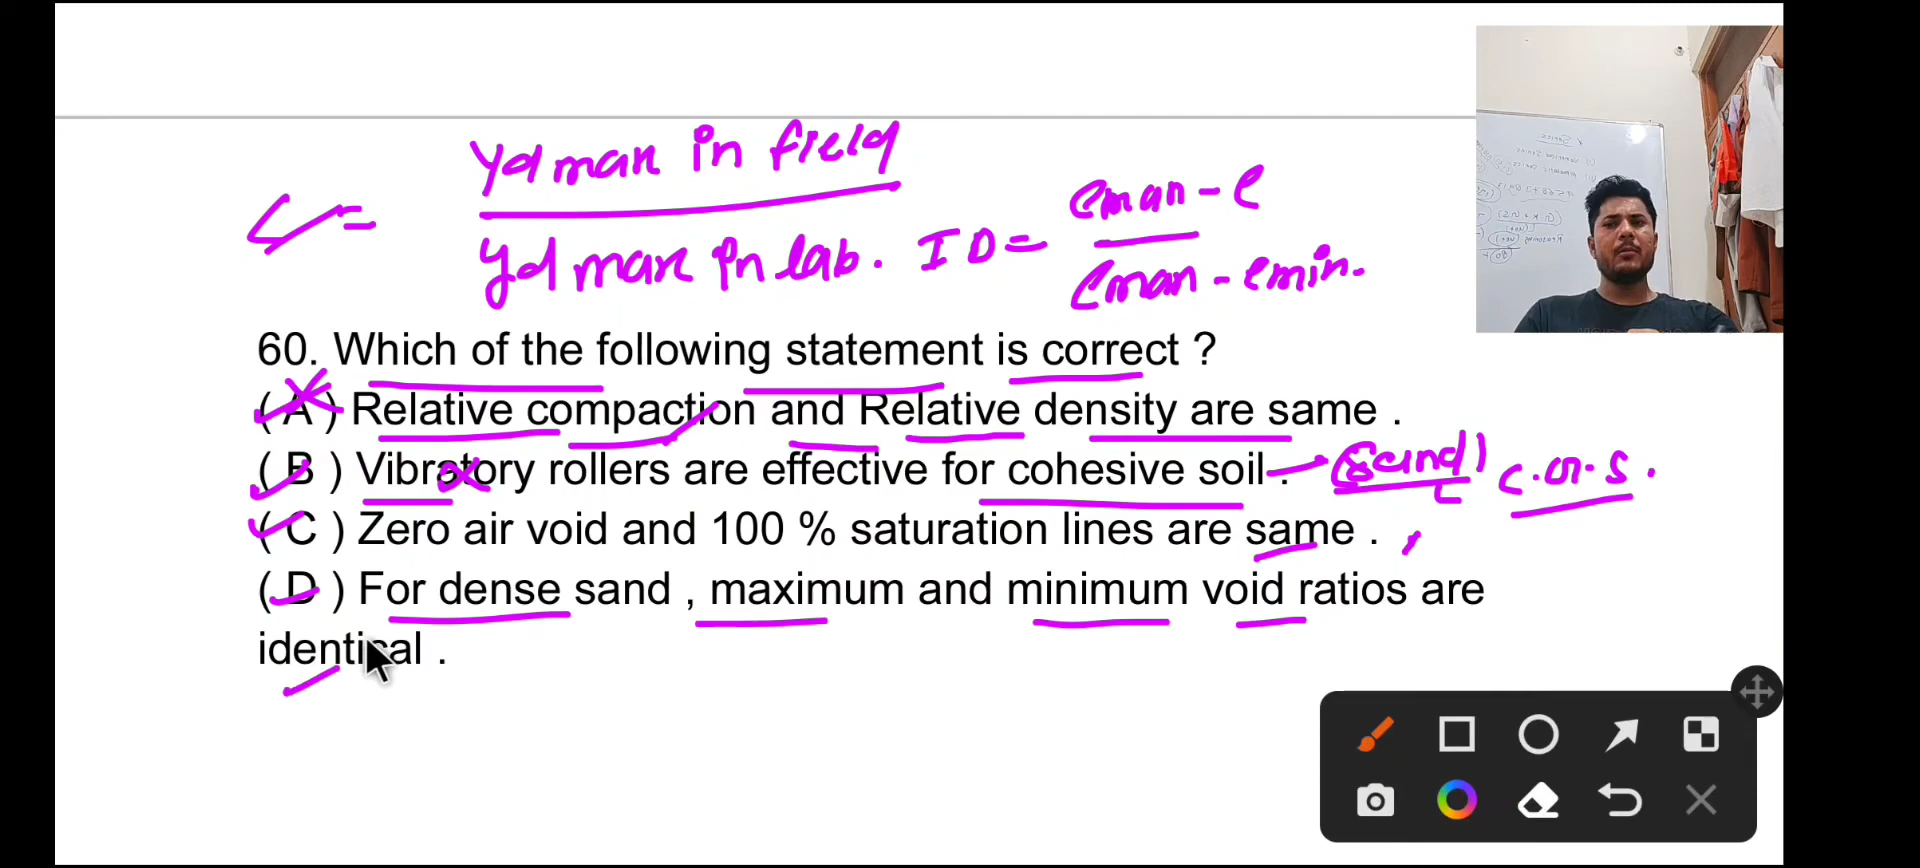 γd max in field
=
γd max in lab. ID = emax - e
emax - emin.
60. Which of the following statement is correct ?
( A ) Relative compaction and Relative density are same .
( B ) Vibratory rollers are effective for cohesive soil . (Sand) C.O.S.
( C ) Zero air void and 100 % saturation lines are same .
( D ) For dense sand , maximum and minimum void ratios are
identical .